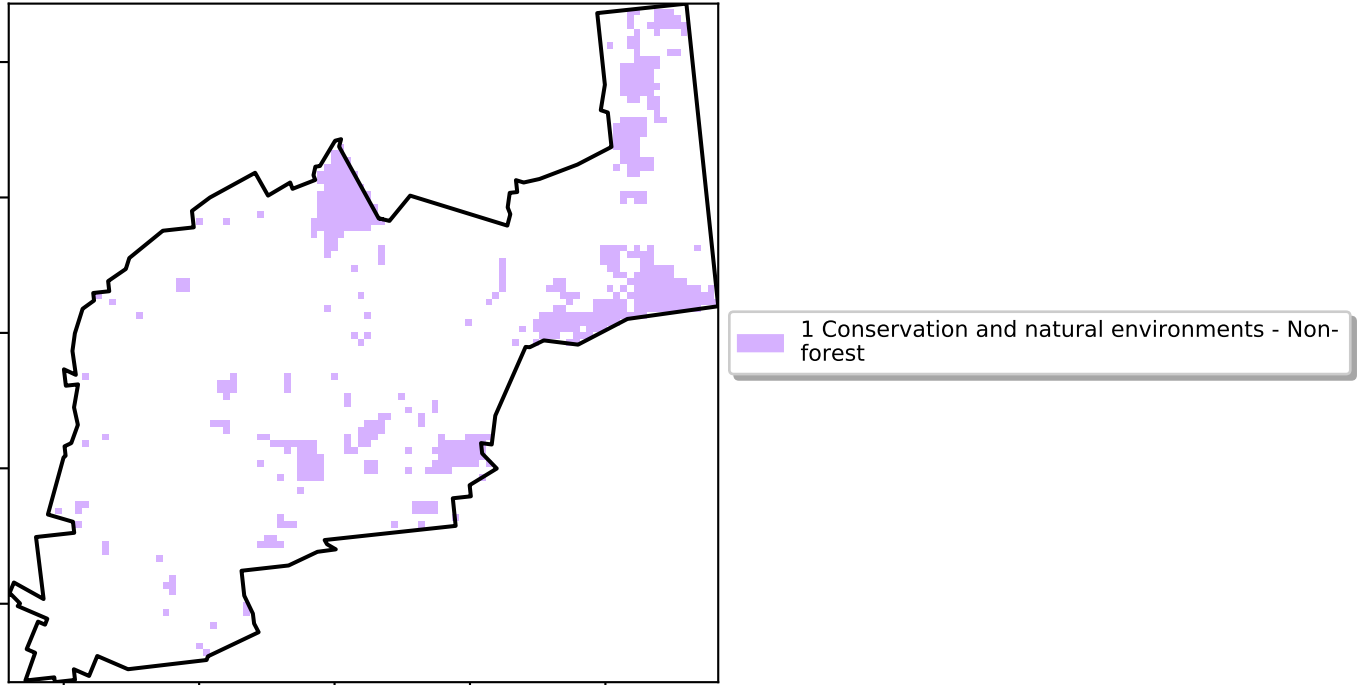 1 Conservation and natural environments - Non-
forest